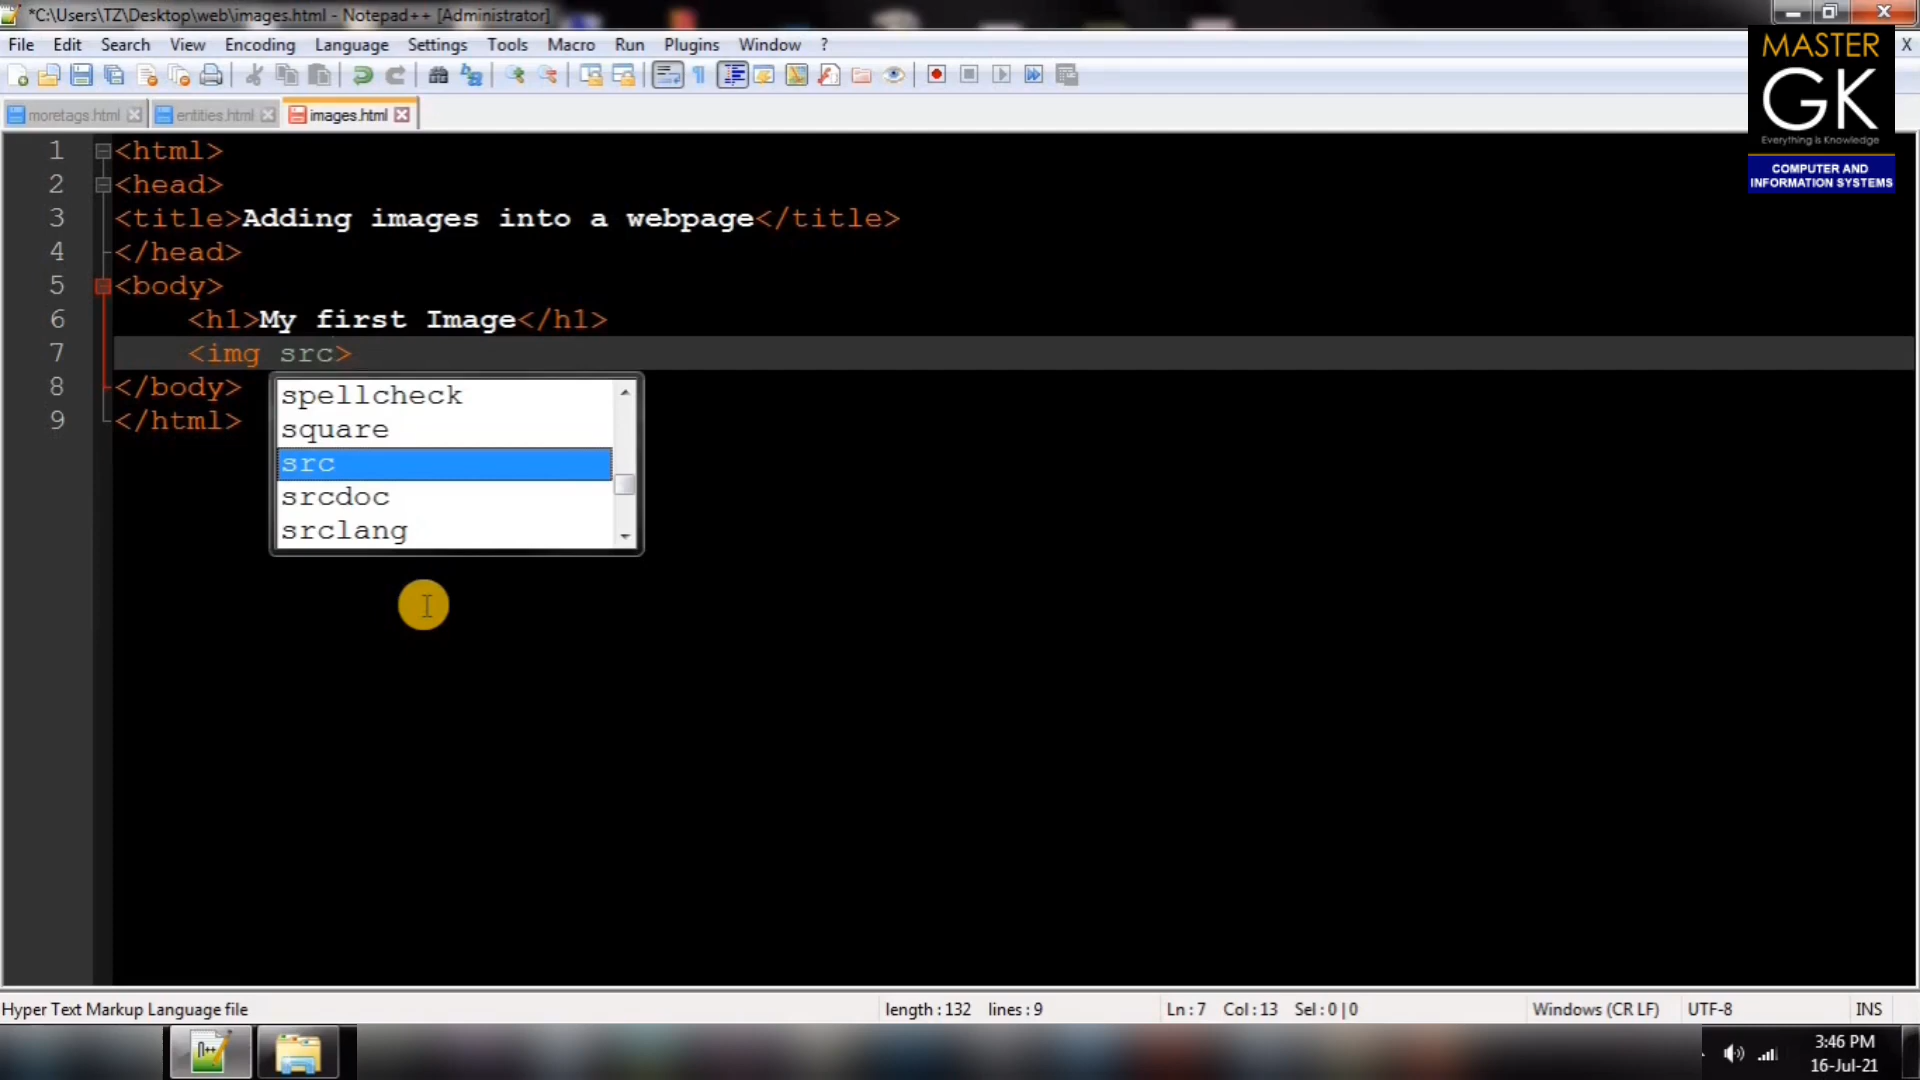 *C:\Users\TZ\Desktop\web\images.html - Notepad++ [Administrator]
File Edit Search View Encoding Language Settings Tools Macro Run Plugins Window ? X
MASTER
GK
Everything is Knowledge
COMPUTER AND
INFORMATION SYSTEMS
moretags.html entities.html images.html
1 <html>
2 <head>
3 <title>Adding images into a webpage</title>
4 </head>
5 <body>
6 <h1>My first Image</h1>
7 <img src>
8 </body>
9 </html>
spellcheck
square
src
srcdoc
srclang
Hyper Text Markup Language file length : 132 lines : 9 Ln : 7 Col : 13 Sel : 0 | 0 Windows (CR LF) UTF-8 INS
3:46 PM
16-Jul-21